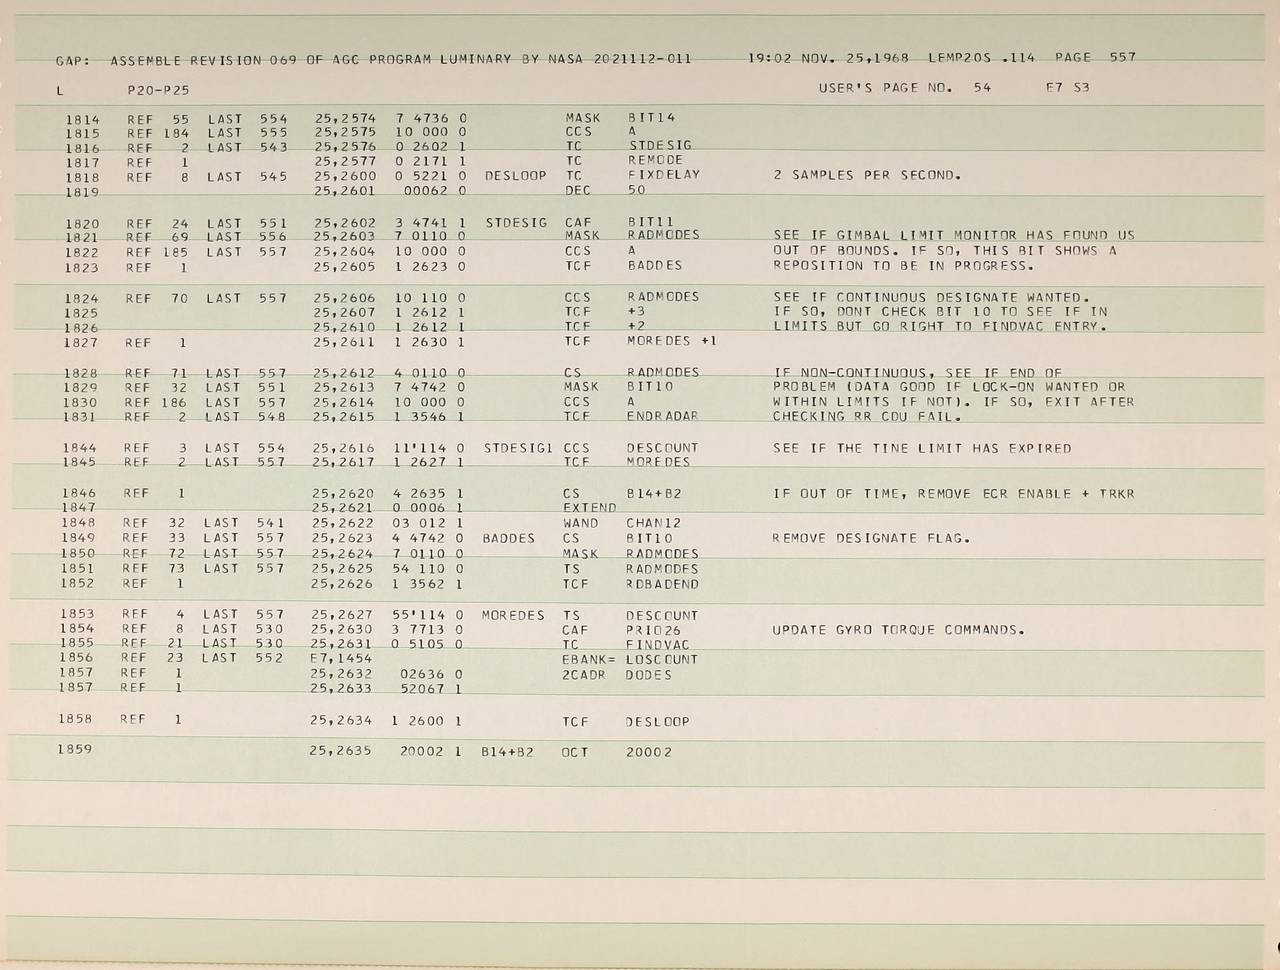 GAP: ASSEMBLE REVISION 069 OF AGC PROGRAM LUMINARY BY NASA 2021112-011 19:02 NOV. 25,1968 LEMP20S .114 PAGE 557
L P20-P25 USER'S PAGE NO. 54 E7 S3
1814 REF 55 LAST 554 25,2574 7 4736 0 MASK BIT14
1815 REF 184 LAST 555 25,2575 10 000 0 CCS A
1816 REF 2 LAST 543 25,2576 0 2602 1 TC STDESIG
1817 REF 1 25,2577 0 2171 1 TC REMODE
1818 REF 8 LAST 545 25,2600 0 5221 0 DESLOOP TC FIXDELAY 2 SAMPLES PER SECOND.
1819 25,2601 00062 0 DEC 50
1820 REF 24 LAST 551 25,2602 3 4741 1 STDESIG CAF BIT11
1821 REF 69 LAST 556 25,2603 7 0110 0 MASK RADMODES SEE IF GIMBAL LIMIT MONITOR HAS FOUND US
1822 REF 185 LAST 557 25,2604 10 000 0 CCS A OUT OF BOUNDS. IF SO, THIS BIT SHOWS A
1823 REF 1 25,2605 1 2623 0 TCF BADDES REPOSITION TO BE IN PROGRESS.
1824 REF 70 LAST 557 25,2606 10 110 0 CCS RADMODES SEE IF CONTINUOUS DESIGNATE WANTED.
1825 25,2607 1 2612 1 TCF +3 IF SO, DONT CHECK BIT 10 TO SEE IF IN
1826 25,2610 1 2612 1 TCF +2 LIMITS BUT GO RIGHT TO FINDVAC ENTRY.
1827 REF 1 25,2611 1 2630 1 TCF MOREDES +1
1828 REF 71 LAST 557 25,2612 4 0110 0 CS RADMODES IF NON-CONTINUOUS, SEE IF END OF
1829 REF 32 LAST 551 25,2613 7 4742 0 MASK BIT10 PROBLEM (DATA GOOD IF LOCK-ON WANTED OR
1830 REF 186 LAST 557 25,2614 10 000 0 CCS A WITHIN LIMITS IF NOT). IF SO, EXIT AFTER
1831 REF 2 LAST 548 25,2615 1 3546 1 TCF ENDRADAR CHECKING RR CDU FAIL.
1844 REF 3 LAST 554 25,2616 11'114 0 STDESIG1 CCS DESCOUNT SEE IF THE TINE LIMIT HAS EXPIRED
1845 REF 2 LAST 557 25,2617 1 2627 1 TCF MOREDES
1846 REF 1 25,2620 4 2635 1 CS B14+B2 IF OUT OF TIME, REMOVE ECR ENABLE + TRKR
1847 25,2621 0 0006 1 EXTEND
1848 REF 32 LAST 541 25,2622 03 012 1 WAND CHAN12
1849 REF 33 LAST 557 25,2623 4 4742 0 BADDES CS BIT10 REMOVE DESIGNATE FLAG.
1850 REF 72 LAST 557 25,2624 7 0110 0 MASK RADMODES
1851 REF 73 LAST 557 25,2625 54 110 0 TS RADMODES
1852 REF 1 25,2626 1 3562 1 TCF RDBADEND
1853 REF 4 LAST 557 25,2627 55'114 0 MOREDES TS DESCOUNT
1854 REF 8 LAST 530 25,2630 3 7713 0 CAF PRIO26 UPDATE GYRO TORQUE COMMANDS.
1855 REF 21 LAST 530 25,2631 0 5105 0 TC FINDVAC
1856 REF 23 LAST 552 E7,1454 EBANK= LOSCOUNT
1857 REF 1 25,2632 02636 0 2CADR DODES
1857 REF 1 25,2633 52067 1
1858 REF 1 25,2634 1 2600 1 TCF DESLOOP
1859 25,2635 20002 1 B14+B2 OCT 20002